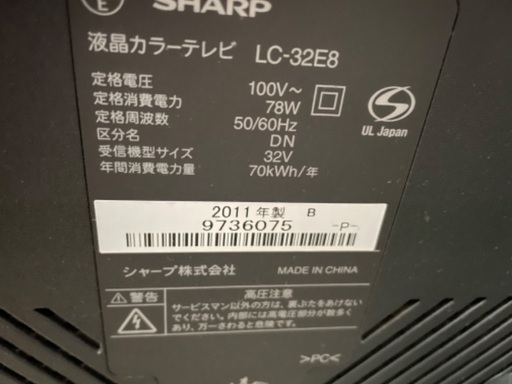 E SHARP
液晶カラーテレビ LC-32E8
定格電圧 100V～
定格消費電力 78W
定格周波数 50/60Hz
区分名 DN
受信機型サイズ 32V
年間消費電力量 70kWh/年
UL Japan
2011年製 B
9736075 -P-
シャープ株式会社 MADE IN CHINA
警告 高圧注意
サービスマン以外の方は、裏ぶたをあけない
でください。内部には高電圧部分が数多く
あり、万一さわると危険です。
>PC<